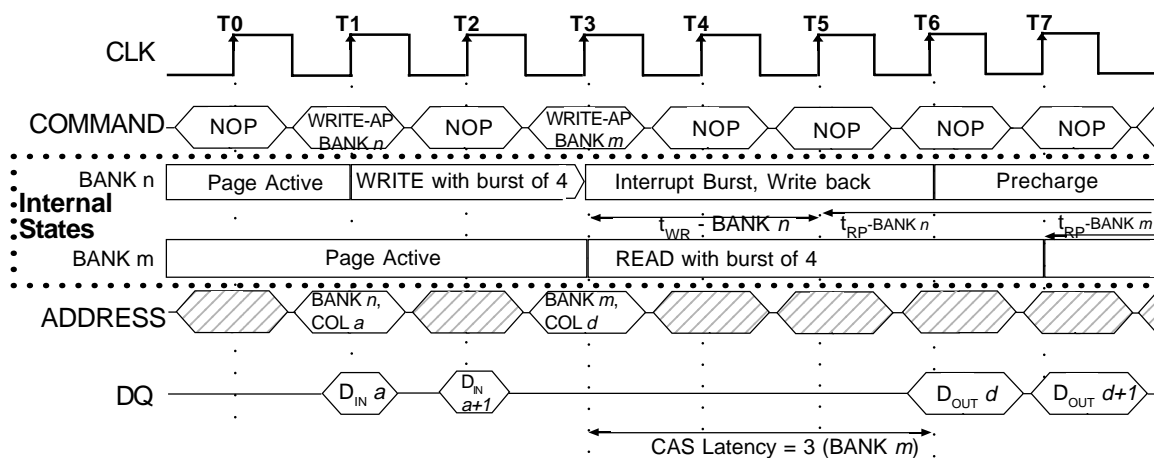 T0 T1 T2 T3 T4 T5 T6 T7
CLK
COMMAND NOP WRITE-AP BANK n NOP WRITE-AP BANK m NOP NOP NOP NOP
BANK n Page Active WRITE with burst of 4 Interrupt Burst, Write back Precharge
Internal States
tWR - BANK n tRP-BANK n tRP-BANK m
BANK m Page Active READ with burst of 4
ADDRESS BANK n, COL a BANK m, COL d
DQ DIN a DIN a+1 DOUT d DOUT d+1
CAS Latency = 3 (BANK m)